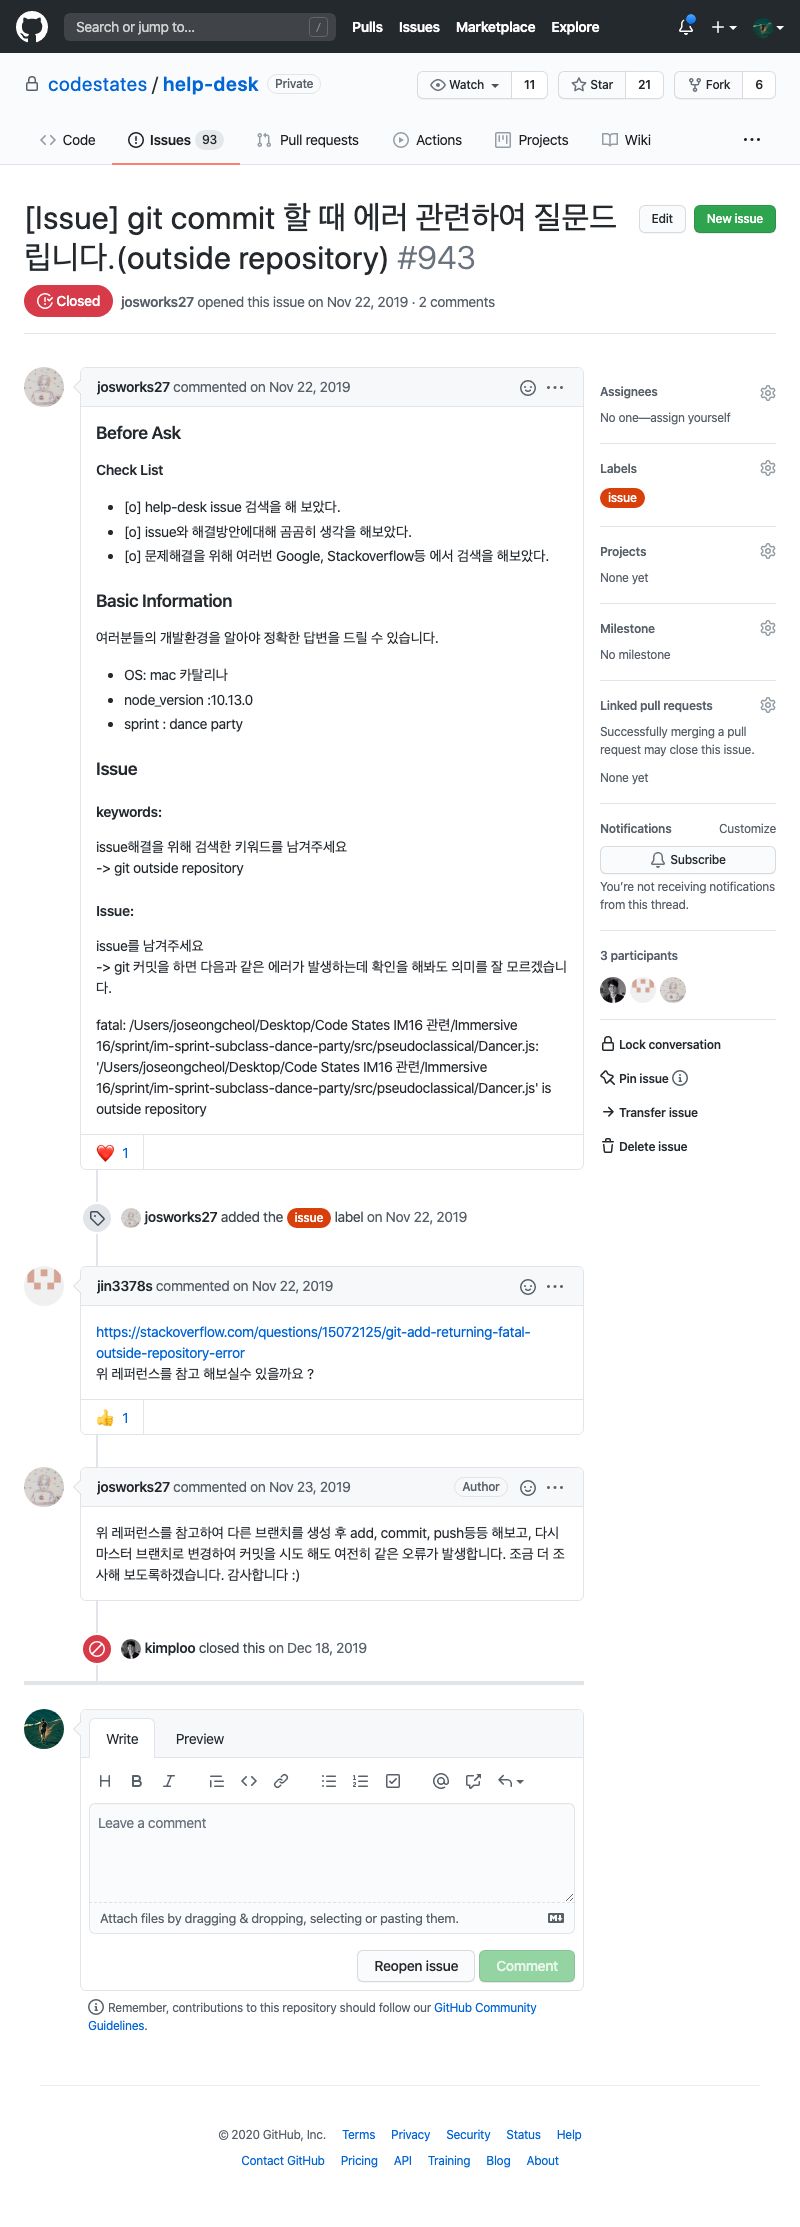 Search or jump to... /
Pulls Issues Marketplace Explore
codestates / help-desk Private
Watch 11 Star 21 Fork 6
Code Issues 93 Pull requests Actions Projects Wiki ...
[Issue] git commit 할 때 에러 관련하여 질문드
립니다.(outside repository) #943
Edit New issue
Closed josworks27 opened this issue on Nov 22, 2019 · 2 comments
josworks27 commented on Nov 22, 2019
Before Ask
Check List
• [o] help-desk issue 검색을 해 보았다.
• [o] issue와 해결방안에대해 곰곰히 생각을 해보았다.
• [o] 문제해결을 위해 여러번 Google, Stackoverflow등 에서 검색을 해보았다.
Basic Information
여러분들의 개발환경을 알아야 정확한 답변을 드릴 수 있습니다.
• OS: mac 카탈리나
• node_version :10.13.0
• sprint : dance party
Issue
keywords:
issue해결을 위해 검색한 키워드를 남겨주세요
-> git outside repository
Issue:
issue를 남겨주세요
-> git 커밋을 하면 다음과 같은 에러가 발생하는데 확인을 해봐도 의미를 잘 모르겠습니
다.
fatal: /Users/joseongcheol/Desktop/Code States IM16 관련/Immersive
16/sprint/im-sprint-subclass-dance-party/src/pseudoclassical/Dancer.js:
'/Users/joseongcheol/Desktop/Code States IM16 관련/Immersive
16/sprint/im-sprint-subclass-dance-party/src/pseudoclassical/Dancer.js' is
outside repository
❤️ 1
josworks27 added the issue label on Nov 22, 2019
jin3378s commented on Nov 22, 2019
https://stackoverflow.com/questions/15072125/git-add-returning-fatal-
outside-repository-error
위 레퍼런스를 참고 해보실수 있을까요 ?
👍 1
josworks27 commented on Nov 23, 2019 Author
위 레퍼런스를 참고하여 다른 브랜치를 생성 후 add, commit, push등등 해보고, 다시
마스터 브랜치로 변경하여 커밋을 시도 해도 여전히 같은 오류가 발생합니다. 조금 더 조
사해 보도록하겠습니다. 감사합니다 :)
kimploo closed this on Dec 18, 2019
Assignees
No one—assign yourself
Labels
issue
Projects
None yet
Milestone
No milestone
Linked pull requests
Successfully merging a pull
request may close this issue.
None yet
Notifications Customize
Subscribe
You're not receiving notifications
from this thread.
3 participants
Lock conversation
Pin issue
Transfer issue
Delete issue
Write Preview
H B I
Leave a comment
Attach files by dragging & dropping, selecting or pasting them.
Reopen issue Comment
Remember, contributions to this repository should follow our GitHub Community
Guidelines.
© 2020 GitHub, Inc. Terms Privacy Security Status Help
Contact GitHub Pricing API Training Blog About